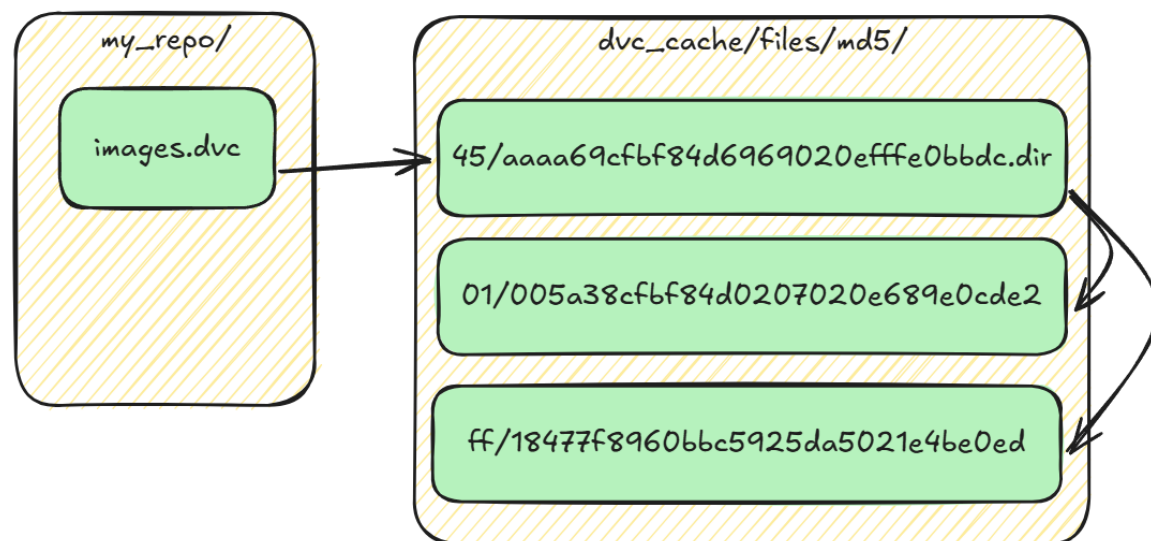 my_repo/
images.dvc
dvc_cache/files/md5/
45/aaaa69cfbf84d6969020efffe0bbdc.dir
01/005a38cfbf84d0207020e689e0cde2
ff/18477f8960bbc5925da5021e4be0ed